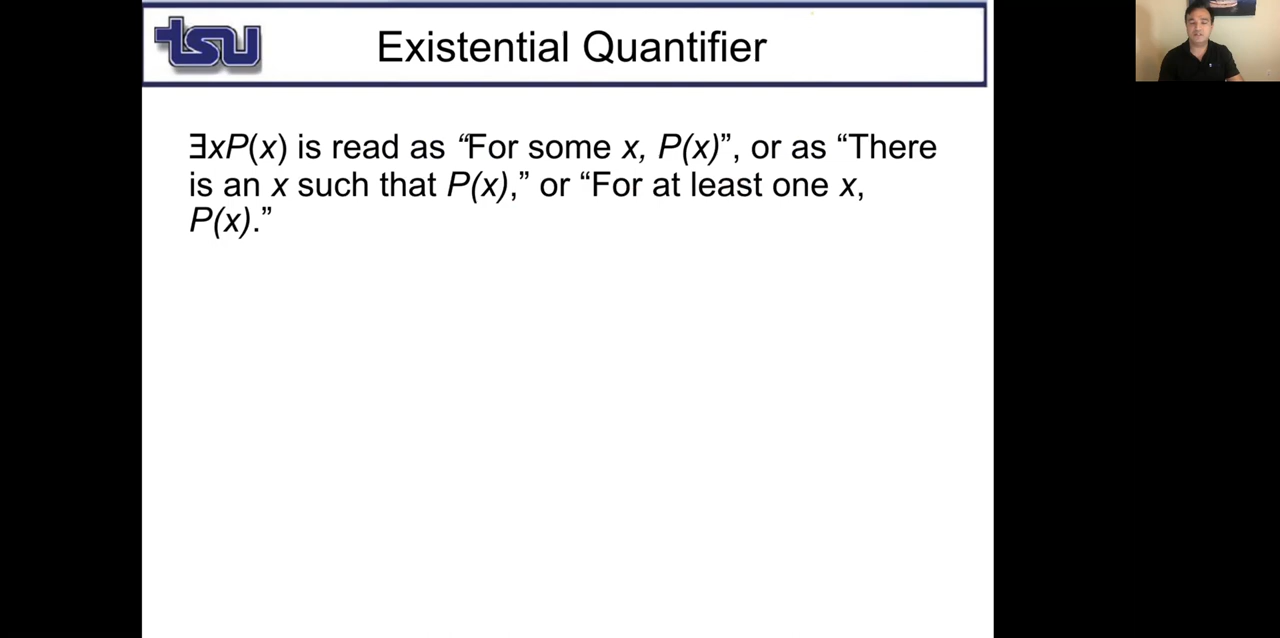 tsu
Existential Quantifier
∃xP(x) is read as “For some x, P(x)”, or as “There
is an x such that P(x),” or “For at least one x,
P(x).”